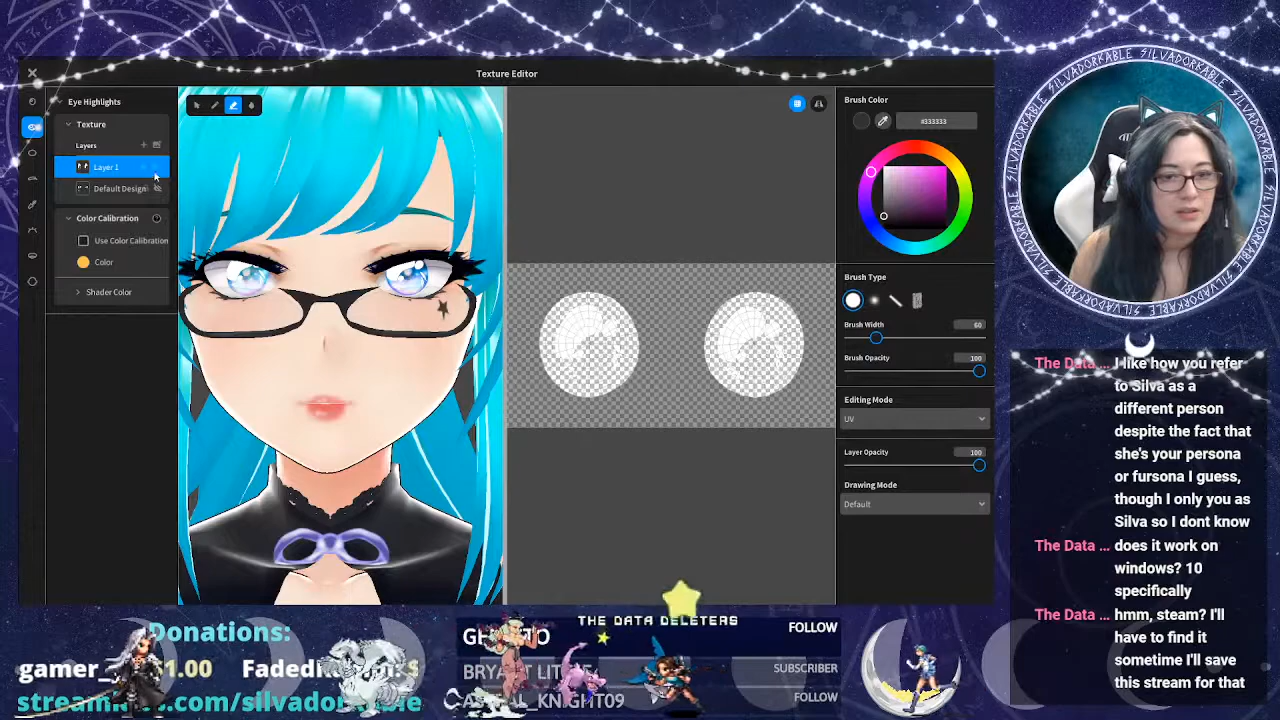 Texture Editor
Eye Highlights
Texture
Layers
Layer 1
Default Design
Color Calibration
Use Color Calibration
Color
Shader Color
Brush Color
#333333
Brush Type
Brush Width
60
Brush Opacity
100
Editing Mode
UV
Layer Opacity
100
Drawing Mode
Default
SILVADORKABLE
The Data ... I like how you refer
to Silva as a
different person
despite the fact that
she's your persona
or fursona I guess,
though I only you as
Silva so I dont know
The Data ... does it work on
windows? 10
specifically
The Data ... hmm, steam? I'll
have to find it
sometime I'll save
this stream for that
Donations:
gamer_ $1.00
THE DATA DELETERS
FOLLOW
SUBSCRIBER
FOLLOW